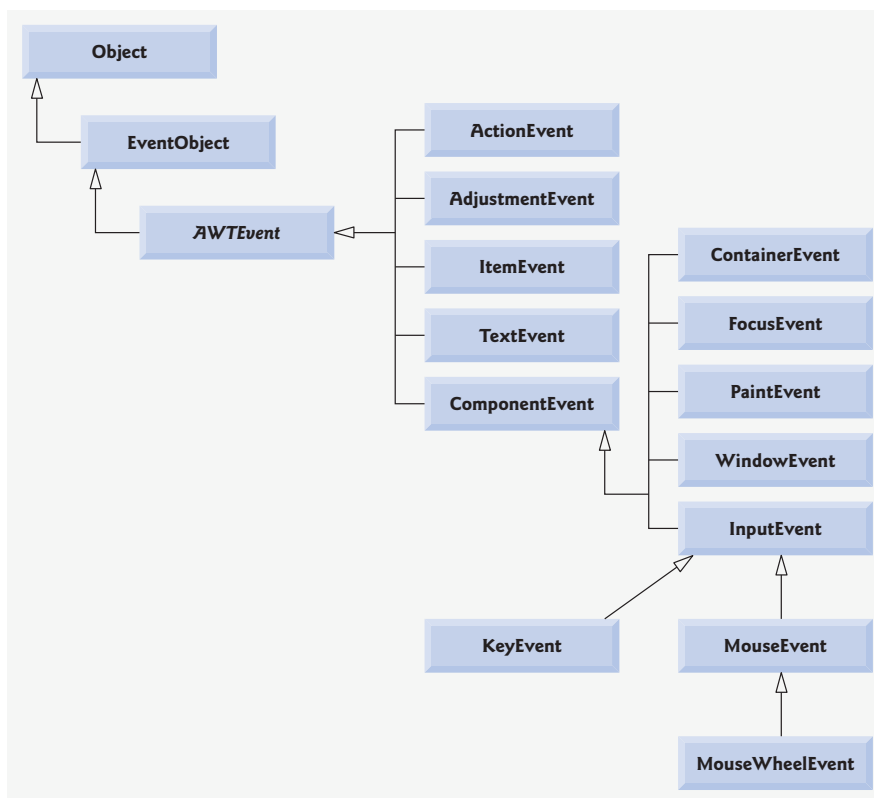 Object
EventObject
AWTEvent
ActionEvent
AdjustmentEvent
ItemEvent
TextEvent
ComponentEvent
ContainerEvent
FocusEvent
PaintEvent
WindowEvent
InputEvent
KeyEvent
MouseEvent
MouseWheelEvent